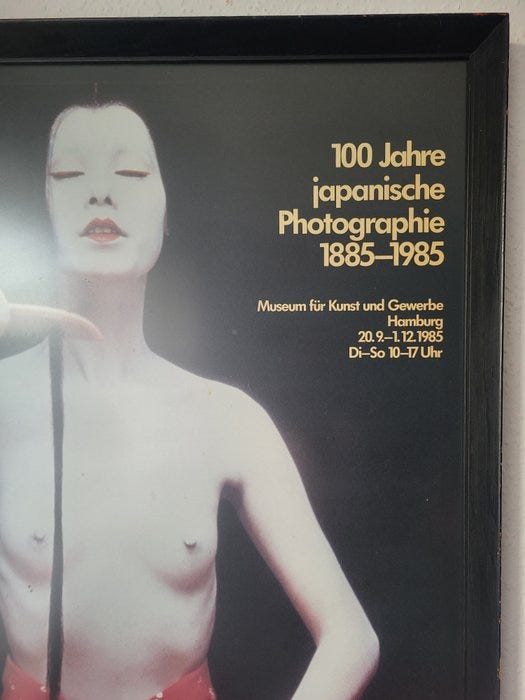 100 Jahre
japanische
Photographie
1885–1985
Museum für Kunst und Gewerbe
Hamburg
20.9.–1.12.1985
Di–So 10–17 Uhr